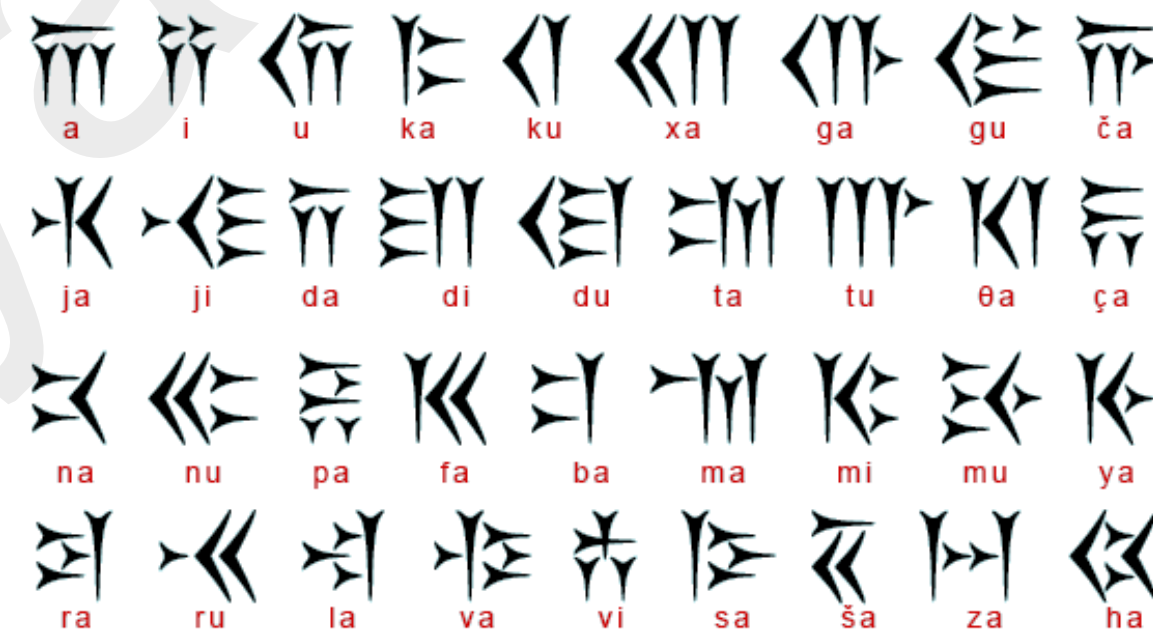 𐎠 𐎡 𐎢 𐎣 𐎤 𐎧 𐎥 𐎦 𐎨
a i u ka ku xa ga gu ča
𐎩 𐎪 𐎭 𐎮 𐎯 𐎫 𐎬 𐎰 𐏂
ja ji da di du ta tu θa ça
𐎴 𐎵 𐎱 𐎳 𐎲 𐎶 𐎷 𐎸 𐎹
na nu pa fa ba ma mi mu ya
𐎼 𐎽 𐎾 𐎺 𐎻 𐎿 𐏁 𐏀 𐏃
ra ru la va vi sa ša za ha